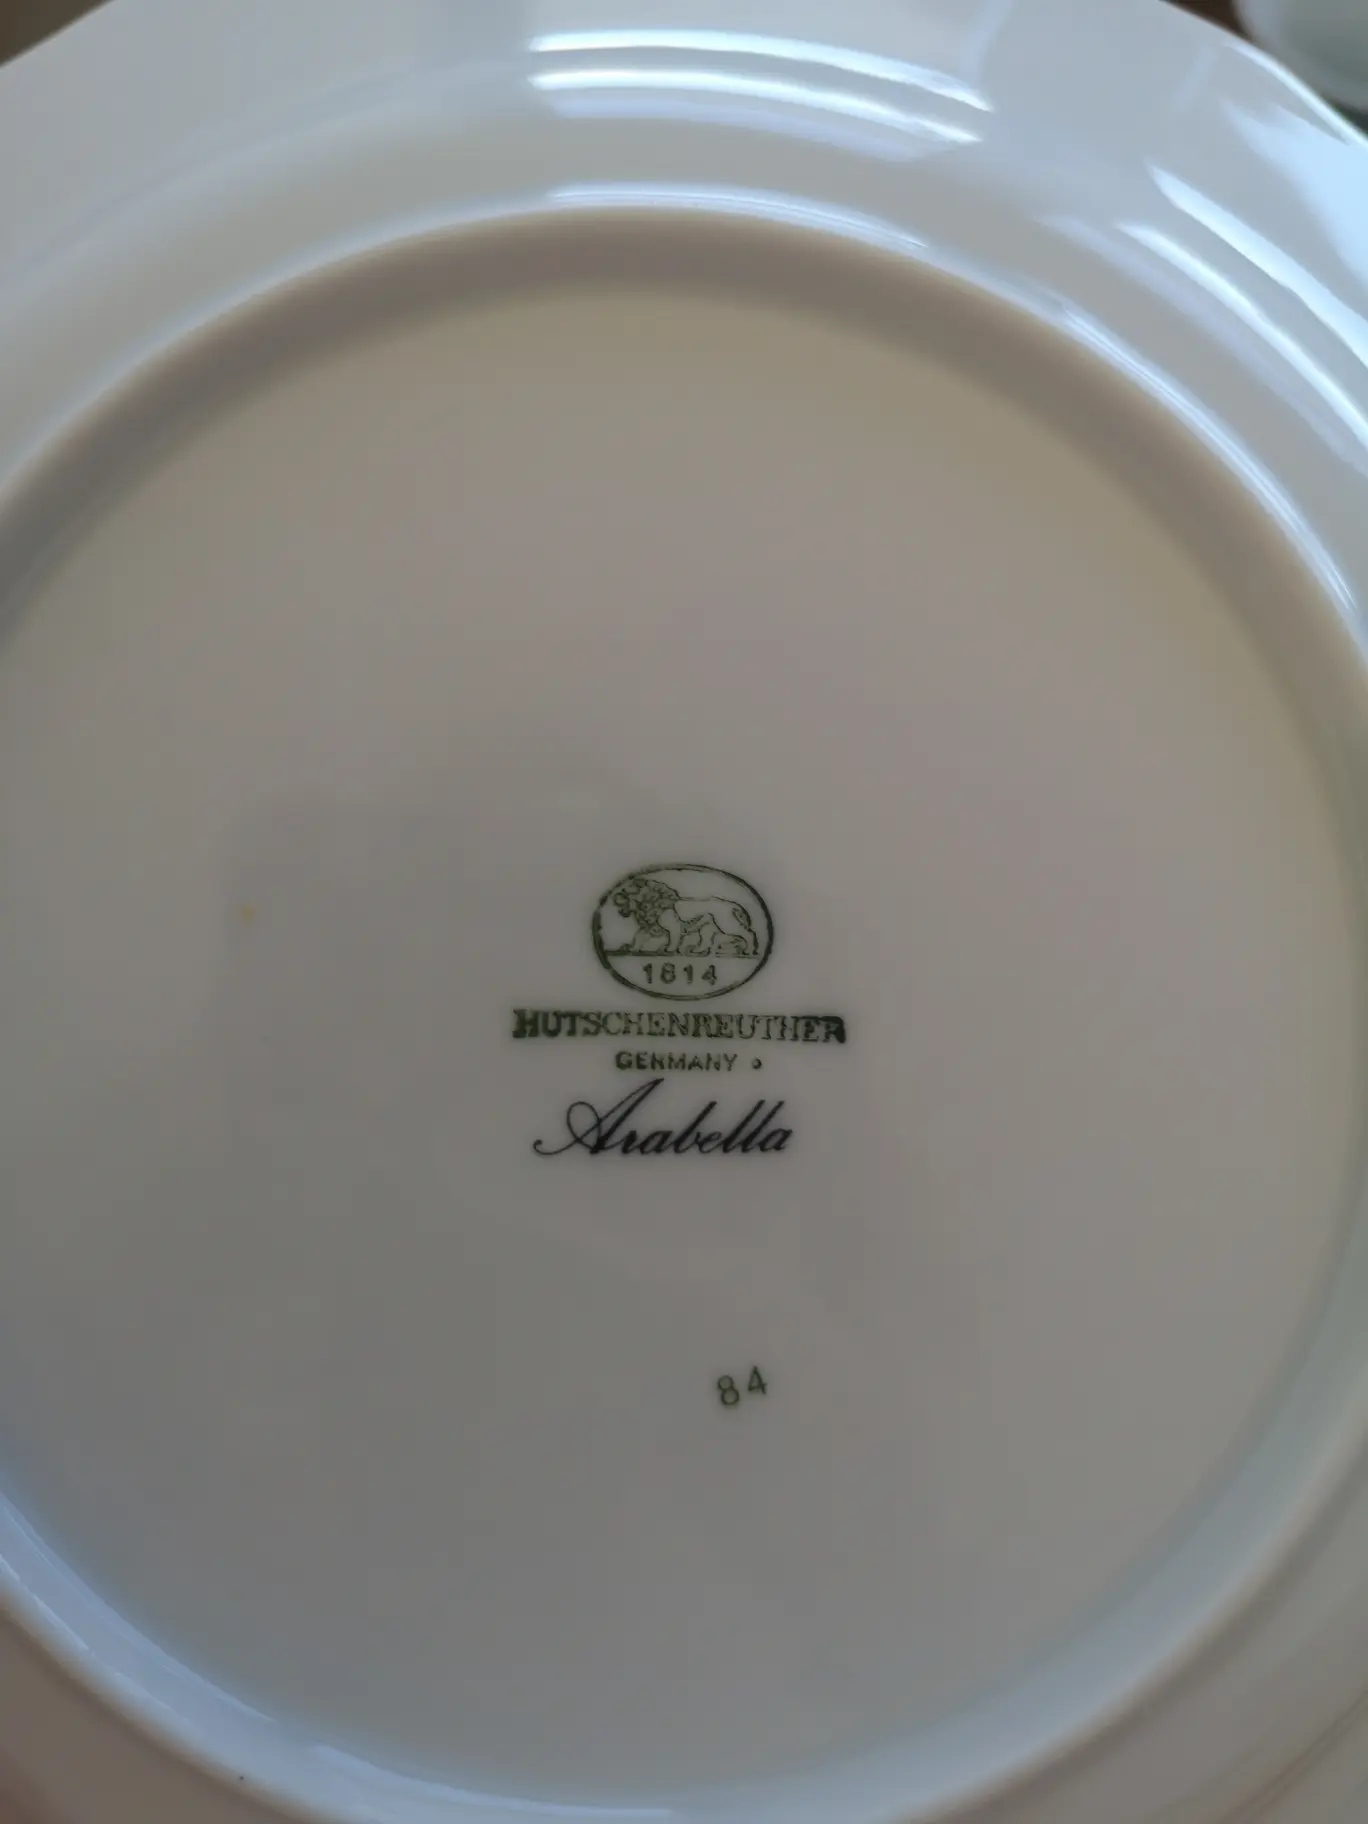 1814
HUTSCHENREUTHER
GERMANY
Arabella
84